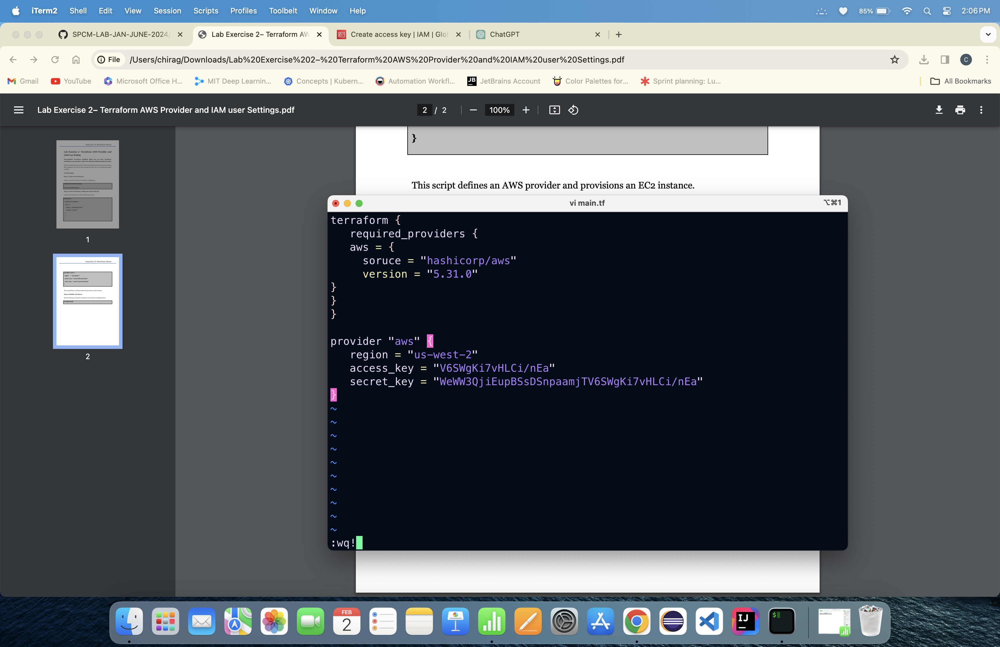 iTerm2 Shell Edit View Session Scripts Profiles Toolbelt Window Help 85% 2:06 PM
SPCM-LAB-JAN-JUNE-2024/ Lab Exercise 2– Terraform AW Create access key | IAM | Glob ChatGPT
File /Users/chirag/Downloads/Lab%20Exercise%202–%20Terraform%20AWS%20Provider%20and%20IAM%20user%20Settings.pdf C
Gmail YouTube Microsoft Office H... MIT Deep Learnin... Concepts | Kubern... Automation Workfl... JB JetBrains Account Color Palettes for... Sprint planning: Lu... All Bookmarks
Lab Exercise 2– Terraform AWS Provider and IAM user Settings.pdf 2 / 2 100%
}
This script defines an AWS provider and provisions an EC2 instance.
1
2
vi main.tf ⌥⌘1
terraform {
required_providers {
aws = {
soruce = "hashicorp/aws"
version = "5.31.0"
}
}
}
provider "aws" {
region = "us-west-2"
access_key = "V6SWgKi7vHLCi/nEa"
secret_key = "WeWW3QjiEupBSsDSnpaamjTV6SWgKi7vHLCi/nEa"
}
~
~
~
~
~
~
~
~
~
~
:wq!
FEB
2
IJ
$